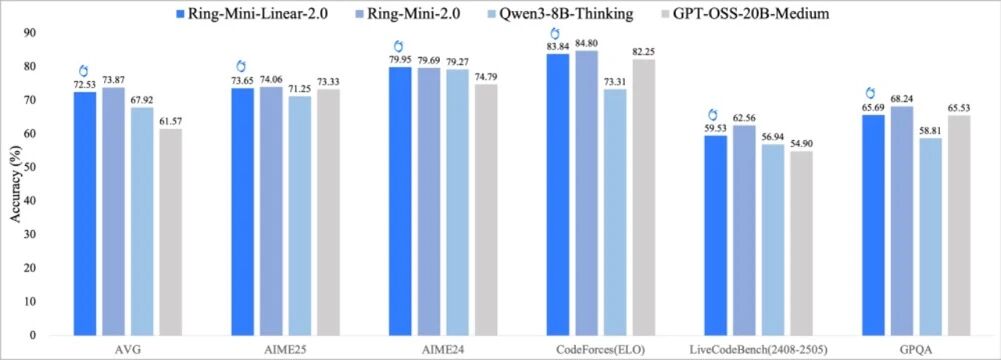 Ring-Mini-Linear-2.0 Ring-Mini-2.0 Qwen3-8B-Thinking GPT-OSS-20B-Medium
Accuracy (%)
90
80
70
60
50
40
30
20
10
0
72.53 73.87 67.92 61.57
73.65 74.06 71.25 73.33
79.95 79.69 79.27 74.79
83.84 84.80 73.31 82.25
59.53 62.56 56.94 54.90
65.69 68.24 58.81 65.53
AVG AIME25 AIME24 CodeForces(ELO) LiveCodeBench(2408-2505) GPQA